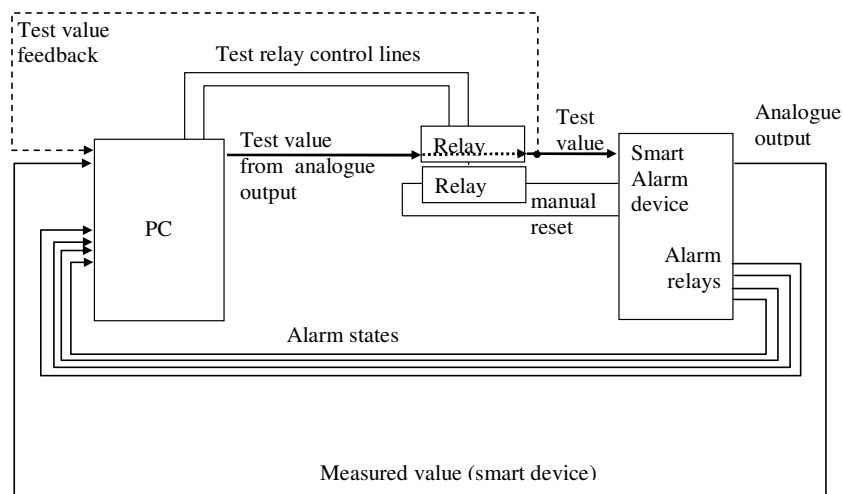 Test value
feedback
Test relay control lines
Test value
from analogue
output
Relay
Relay
Test
value
Analogue
output
Smart
Alarm
device
manual
reset
PC
Alarm
relays
Alarm states
Measured value (smart device)